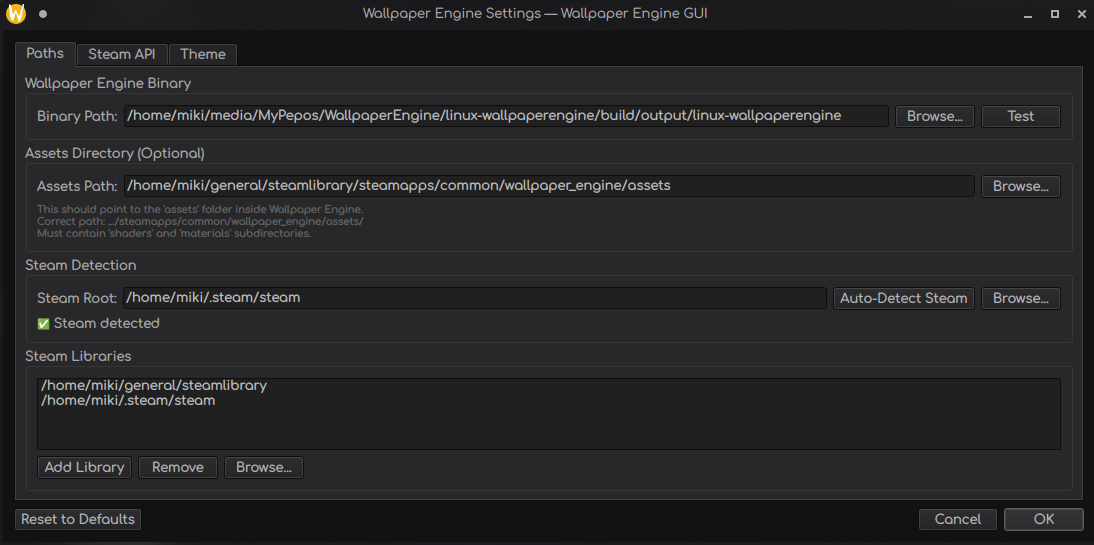 Wallpaper Engine Settings — Wallpaper Engine GUI
Paths Steam API Theme
Wallpaper Engine Binary
Binary Path: /home/miki/media/MyPepos/WallpaperEngine/linux-wallpaperengine/build/output/linux-wallpaperengine Browse... Test
Assets Directory (Optional)
Assets Path: /home/miki/general/steamlibrary/steamapps/common/wallpaper_engine/assets Browse...
This should point to the 'assets' folder inside Wallpaper Engine.
Correct path: .../steamapps/common/wallpaper_engine/assets/
Must contain 'shaders' and 'materials' subdirectories.
Steam Detection
Steam Root: /home/miki/.steam/steam Auto-Detect Steam Browse...
✅ Steam detected
Steam Libraries
/home/miki/general/steamlibrary
/home/miki/.steam/steam
Add Library Remove Browse...
Reset to Defaults Cancel OK